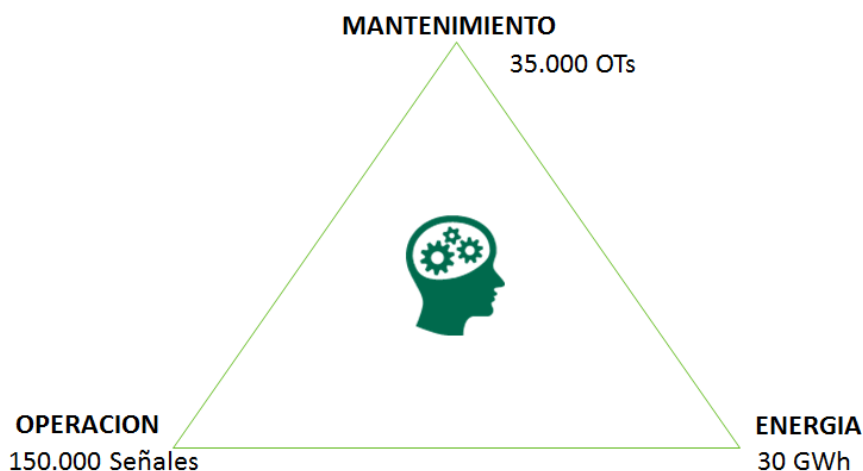 MANTENIMIENTO
35.000 OTs
OPERACION
150.000 Señales
ENERGIA
30 GWh